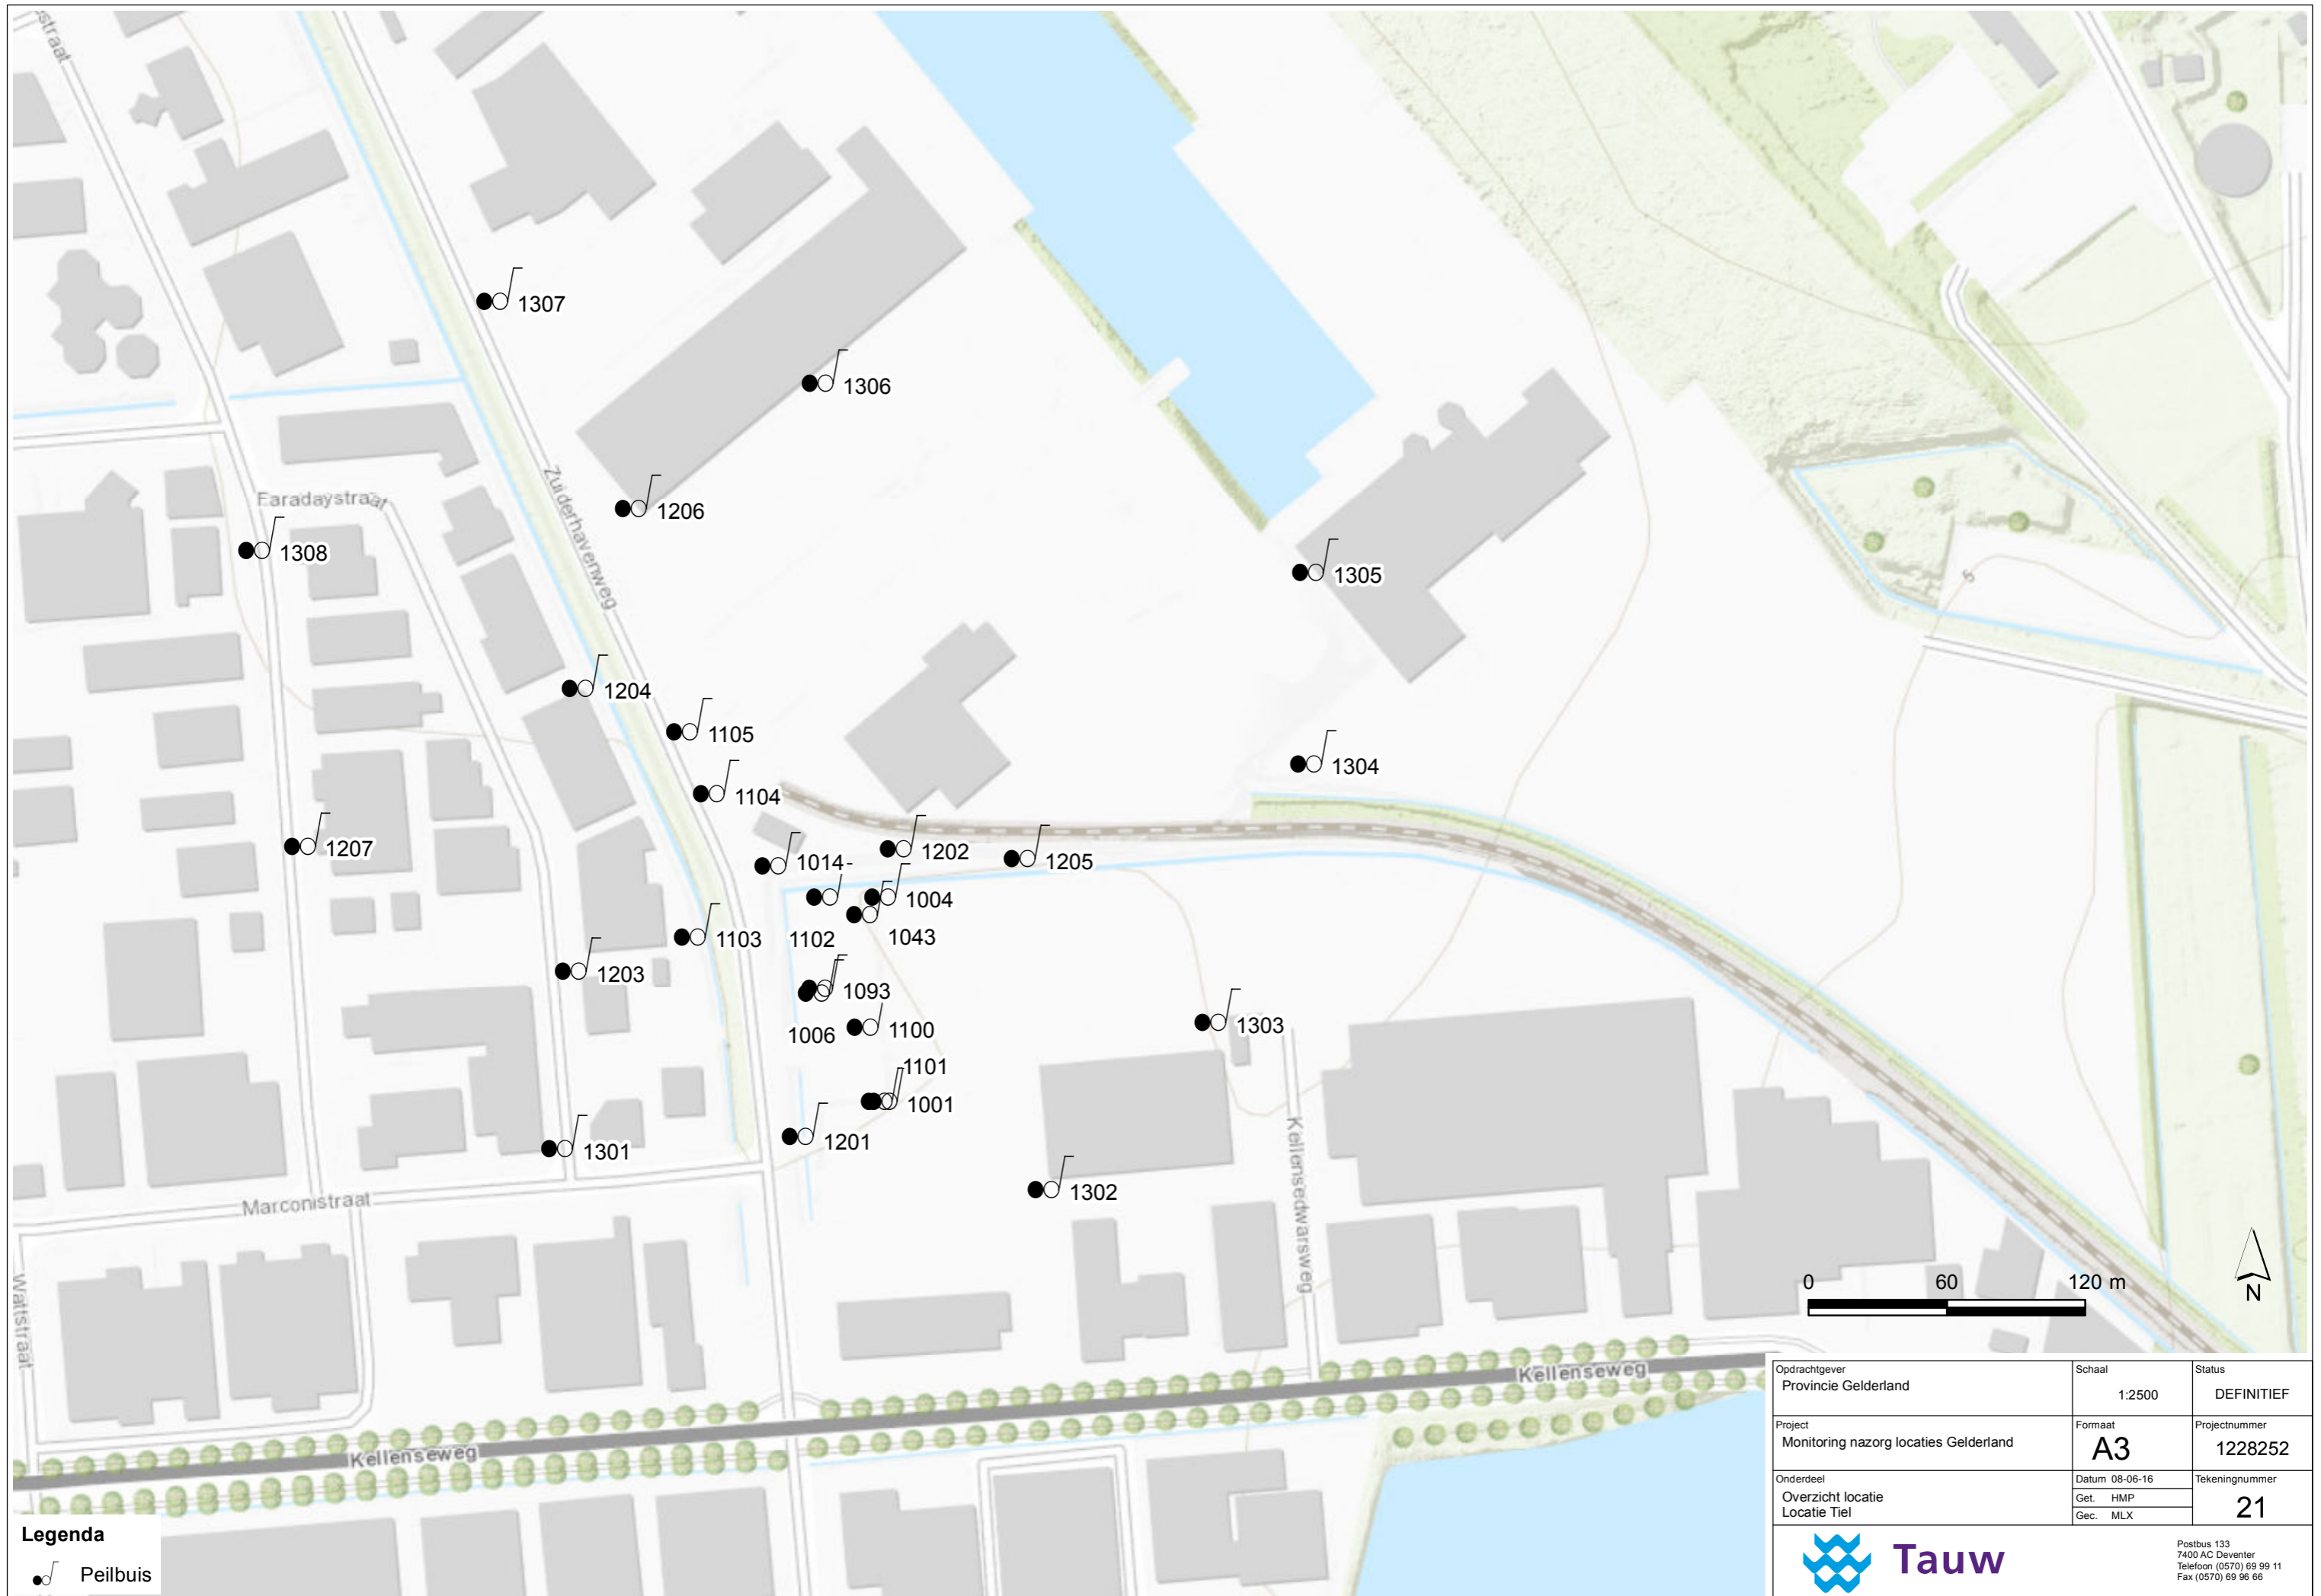 straat
1307
1306
Zuiderhavenweg
Faradaystraat
1206
1308
1305
5
1204
1105
1304
1104
1207
1014
1202
1205
1004
1103
1102
1043
1203
1093
1006
1100
1303
1101
1001
1201
1301
Kellensedwarsweg
1302
Marconistraat
Wattstraat
0 60 120 m
N
Kellenseweg
Kellenseweg
Legenda
Peilbuis
Opdrachtgever
Provincie Gelderland
Schaal
1:2500
Status
DEFINITIEF
Project
Monitoring nazorg locaties Gelderland
Formaat
A3
Projectnummer
1228252
Onderdeel
Overzicht locatie
Locatie Tiel
Datum 08-06-16
Get. HMP
Gec. MLX
Tekeningnummer
21
Tauw
Postbus 133
7400 AC Deventer
Telefoon (0570) 69 99 11
Fax (0570) 69 96 66